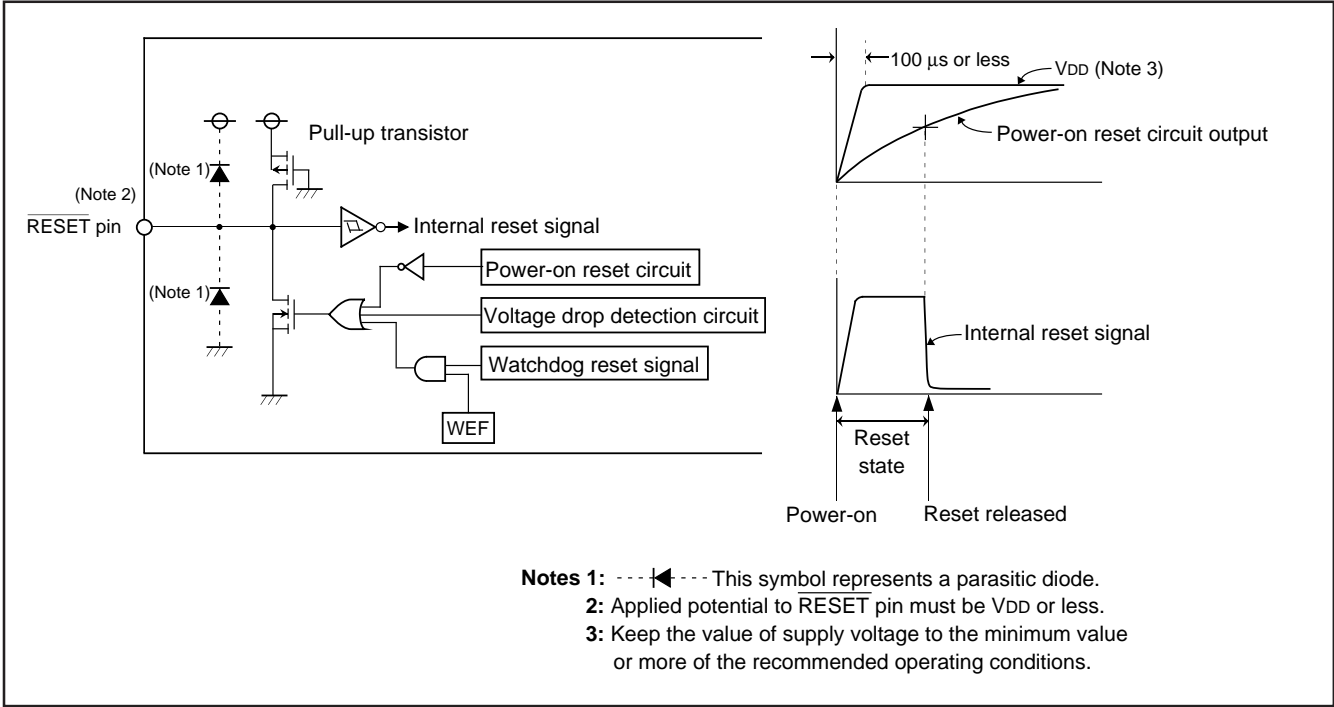 Pull-up transistor
(Note 1)
(Note 2)
RESET pin
Internal reset signal
(Note 1)
Power-on reset circuit
Voltage drop detection circuit
Watchdog reset signal
WEF
100 μs or less
VDD (Note 3)
Power-on reset circuit output
Internal reset signal
Reset
state
Power-on
Reset released
Notes 1: This symbol represents a parasitic diode.
2: Applied potential to RESET pin must be VDD or less.
3: Keep the value of supply voltage to the minimum value
or more of the recommended operating conditions.